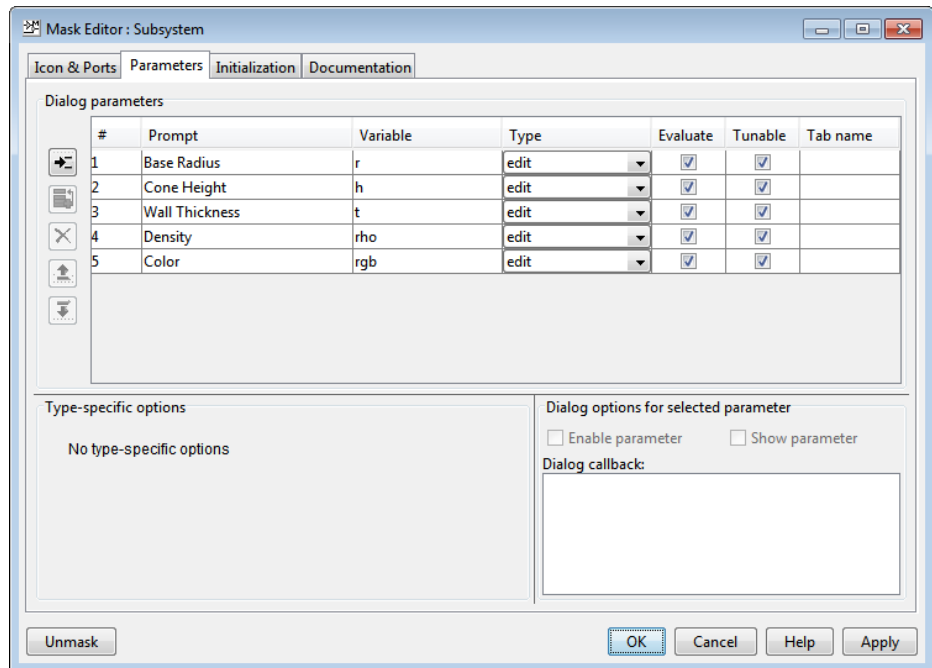 Mask Editor : Subsystem
Icon & Ports Parameters Initialization Documentation
Dialog parameters
# Prompt Variable Type Evaluate Tunable Tab name
1 Base Radius r edit
2 Cone Height h edit
3 Wall Thickness t edit
4 Density rho edit
5 Color rgb edit
Type-specific options
No type-specific options
Dialog options for selected parameter
Enable parameter Show parameter
Dialog callback:
Unmask OK Cancel Help Apply